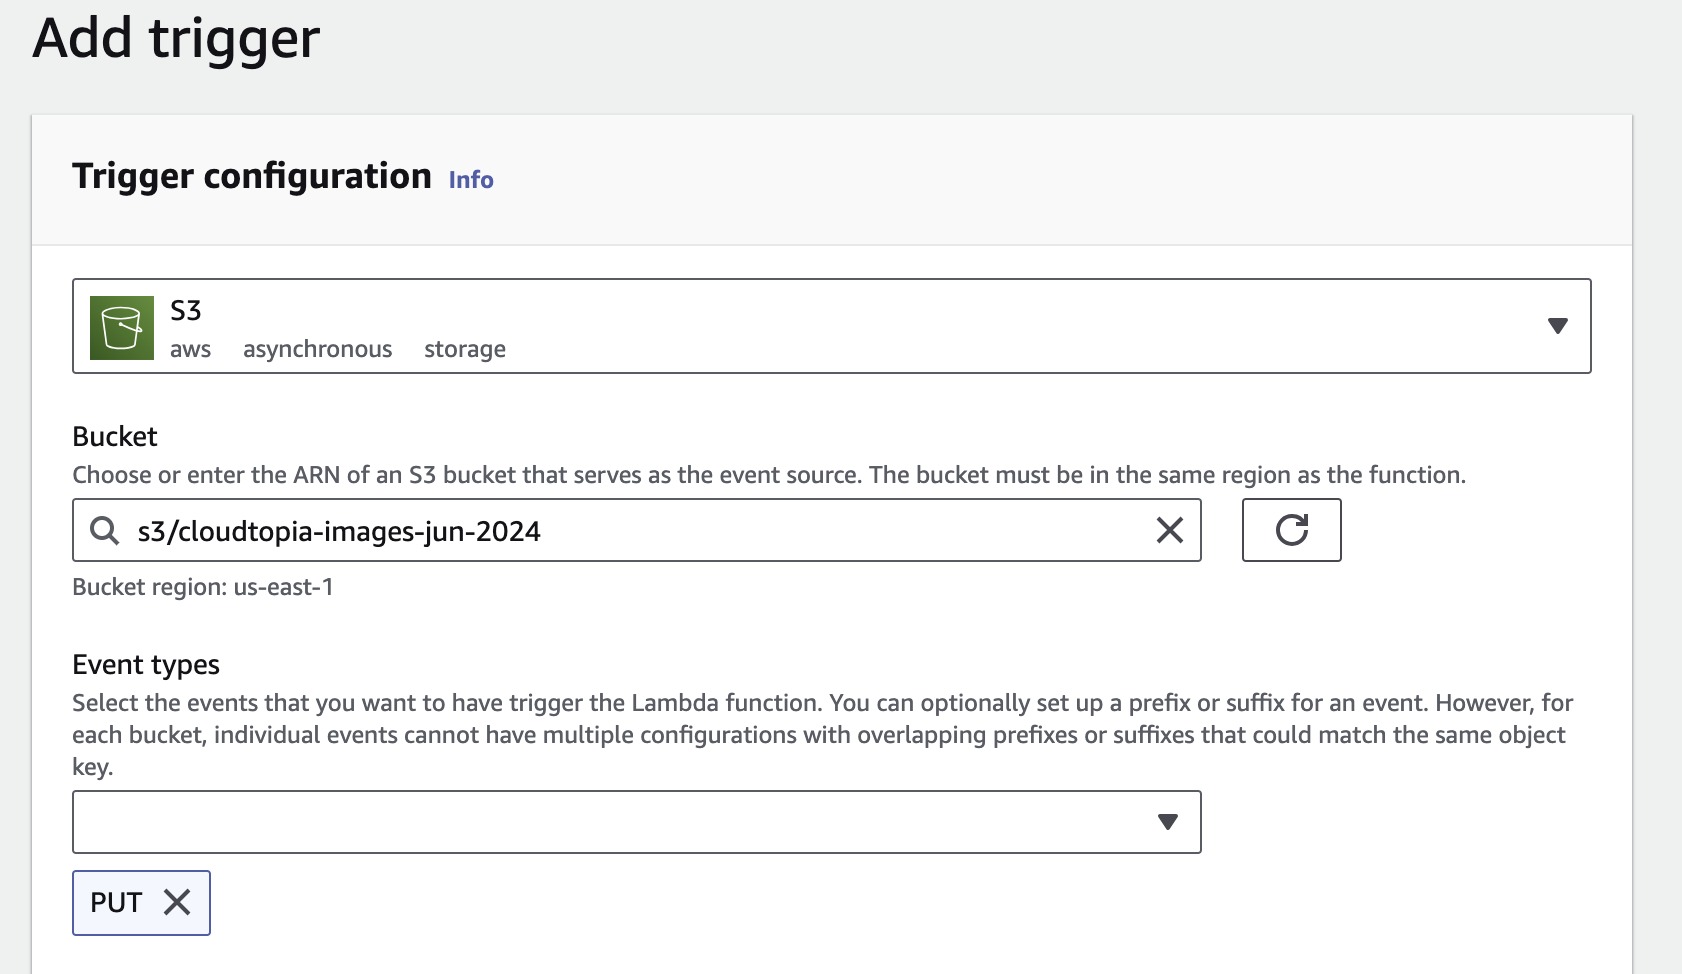 Add trigger
Trigger configuration Info
S3
aws asynchronous storage
Bucket
Choose or enter the ARN of an S3 bucket that serves as the event source. The bucket must be in the same region as the function.
s3/cloudtopia-images-jun-2024
Bucket region: us-east-1
Event types
Select the events that you want to have trigger the Lambda function. You can optionally set up a prefix or suffix for an event. However, for
each bucket, individual events cannot have multiple configurations with overlapping prefixes or suffixes that could match the same object
key.
PUT